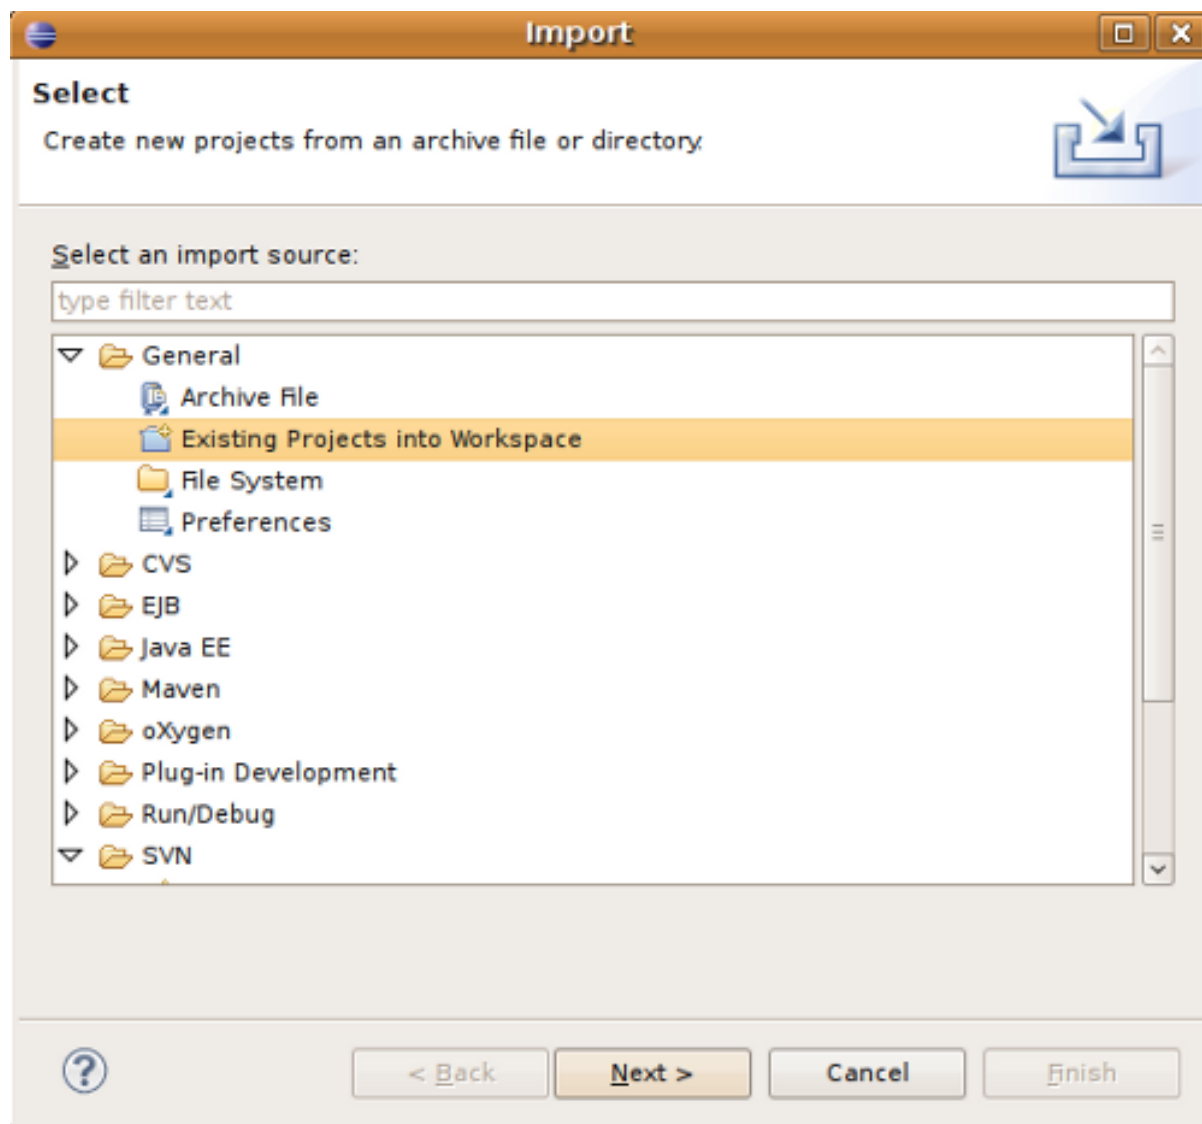 Import
Select
Create new projects from an archive file or directory.
Select an import source:
type filter text
General
Archive File
Existing Projects into Workspace
File System
Preferences
CVS
EJB
Java EE
Maven
oXygen
Plug-in Development
Run/Debug
SVN
? < Back Next > Cancel Finish